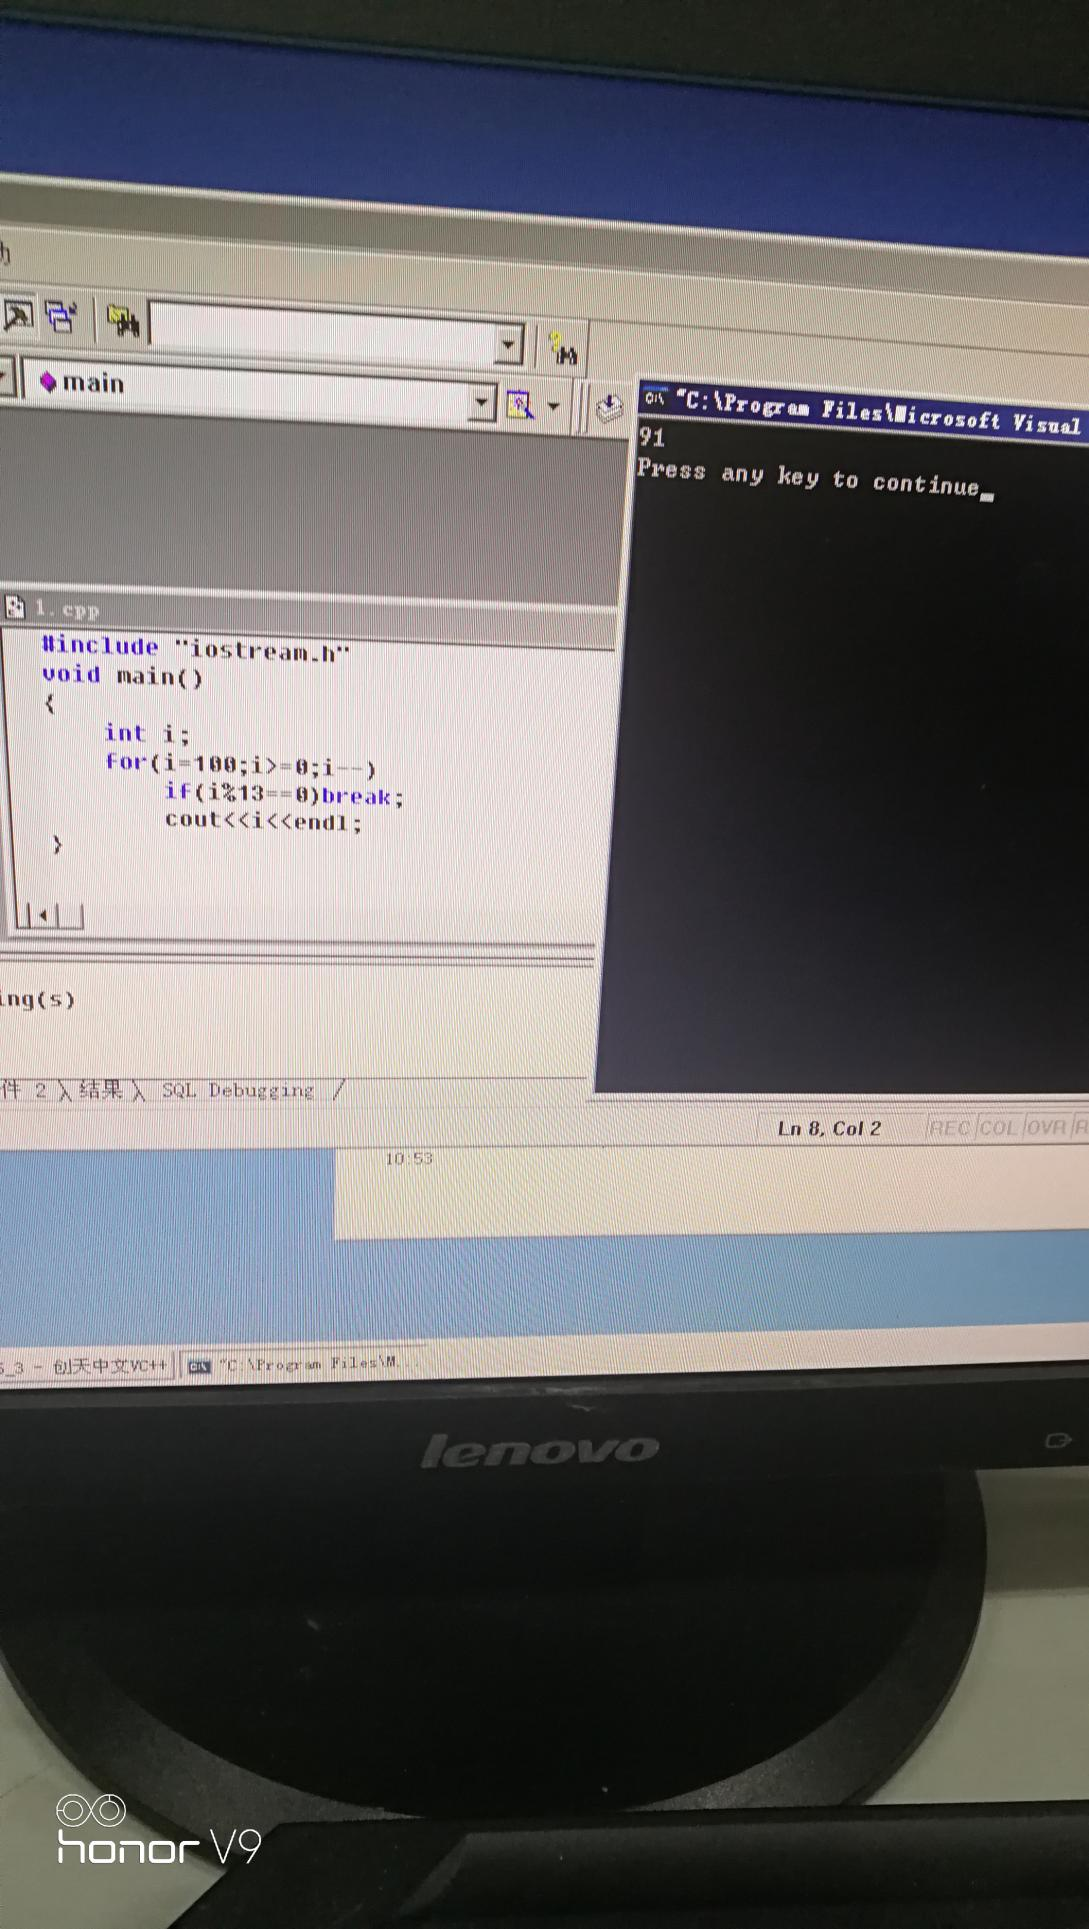 main
"C:\Program Files\Microsoft Visual
91
Press any key to continue_
1.cpp
#include "iostream.h"
void main()
{
int i;
for(i=100;i>=0;i--)
if(i%13==0)break;
cout<<i<<endl;
}
ing(s)
件 2 结果 SQL Debugging
Ln 8, Col 2 REC COL OVR
10:53
_3 - 创天中文VC++ "C:\Program Files\M...
lenovo
honor V9